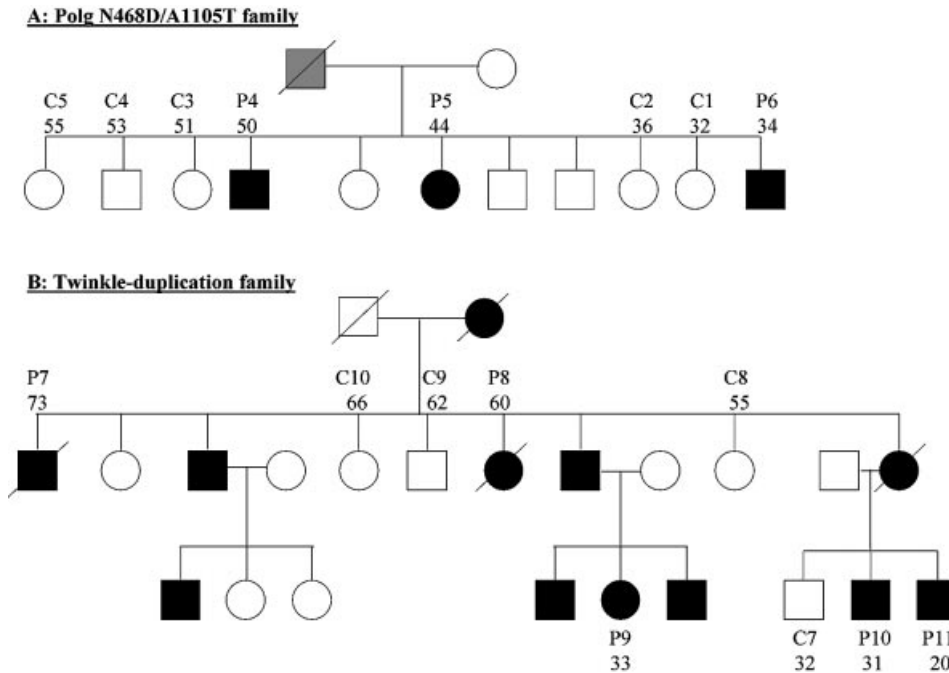 A: Polg N468D/A1105T family
C5 C4 C3 P4 P5 C2 C1 P6
55 53 51 50 44 36 32 34
B: Twinkle-duplication family
P7 C10 C9 P8 C8
73 66 62 60 55
P9 C7 P10 P11
33 32 31 20